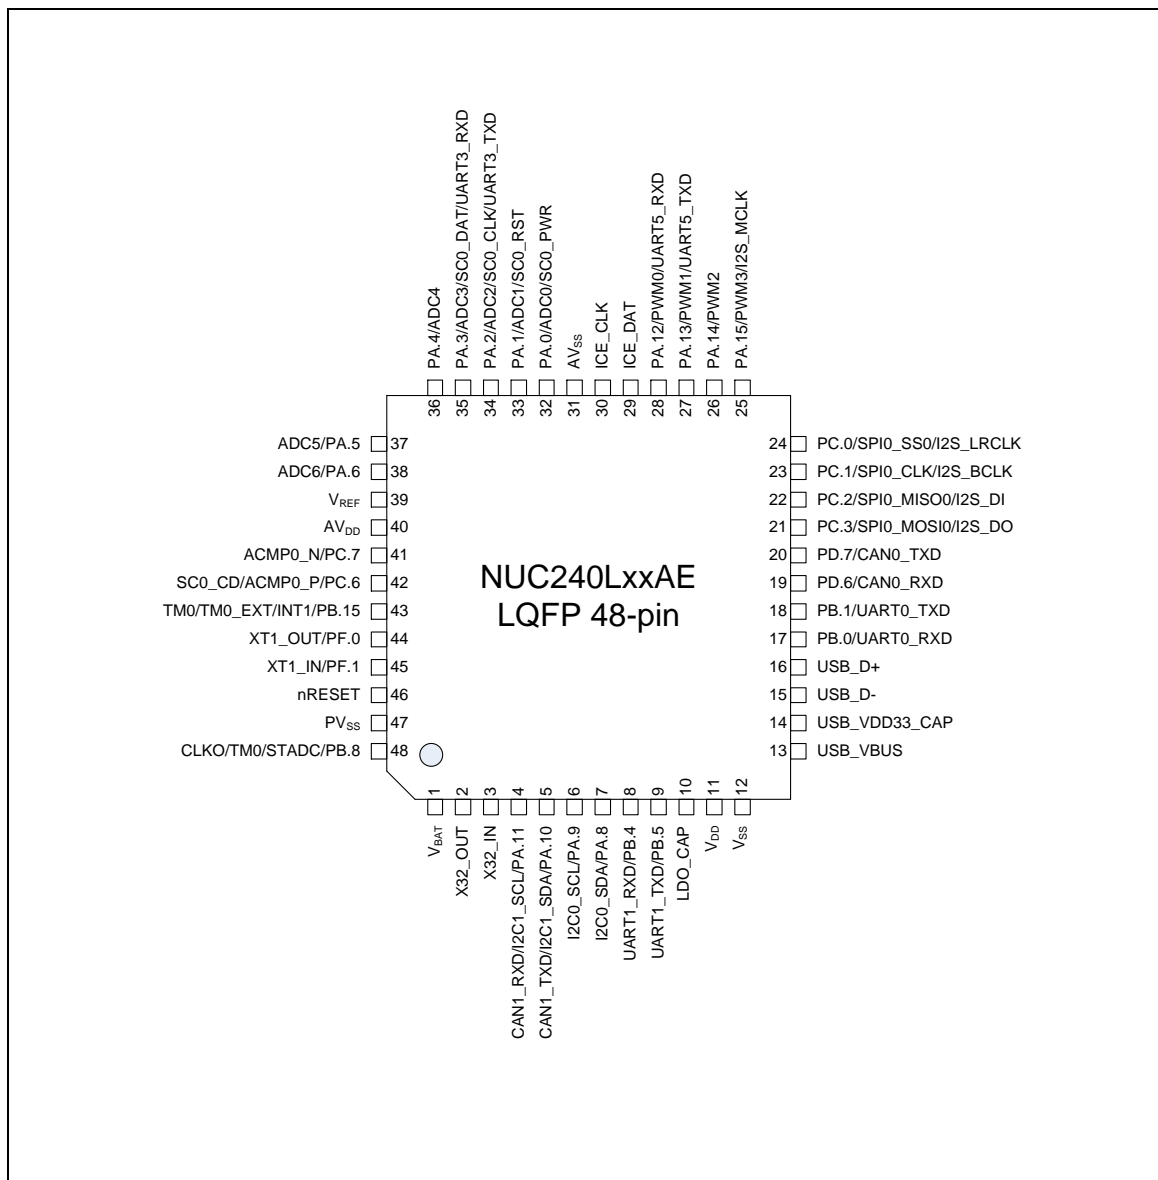 PA.4/ADC4
PA.3/ADC3/SC0_DAT/UART3_RXD
PA.2/ADC2/SC0_CLK/UART3_TXD
PA.1/ADC1/SC0_RST
PA.0/ADC0/SC0_PWR
AVSS
ICE_CLK
ICE_DAT
PA.12/PWM0/UART5_RXD
PA.13/PWM1/UART5_TXD
PA.14/PWM2
PA.15/PWM3/I2S_MCLK
36
35
34
33
32
31
30
29
28
27
26
25
ADC5/PA.5 37
ADC6/PA.6 38
VREF 39
AVDD 40
ACMP0_N/PC.7 41
SC0_CD/ACMP0_P/PC.6 42
TM0/TM0_EXT/INT1/PB.15 43
XT1_OUT/PF.0 44
XT1_IN/PF.1 45
nRESET 46
PVSS 47
CLKO/TM0/STADC/PB.8 48
NUC240LxxAE
LQFP 48-pin
24 PC.0/SPI0_SS0/I2S_LRCLK
23 PC.1/SPI0_CLK/I2S_BCLK
22 PC.2/SPI0_MISO0/I2S_DI
21 PC.3/SPI0_MOSI0/I2S_DO
20 PD.7/CAN0_TXD
19 PD.6/CAN0_RXD
18 PB.1/UART0_TXD
17 PB.0/UART0_RXD
16 USB_D+
15 USB_D-
14 USB_VDD33_CAP
13 USB_VBUS
1
2
3
4
5
6
7
8
9
10
11
12
VBAT
X32_OUT
X32_IN
CAN1_RXD/I2C1_SCL/PA.11
CAN1_TXD/I2C1_SDA/PA.10
I2C0_SCL/PA.9
I2C0_SDA/PA.8
UART1_RXD/PB.4
UART1_TXD/PB.5
LDO_CAP
VDD
VSS